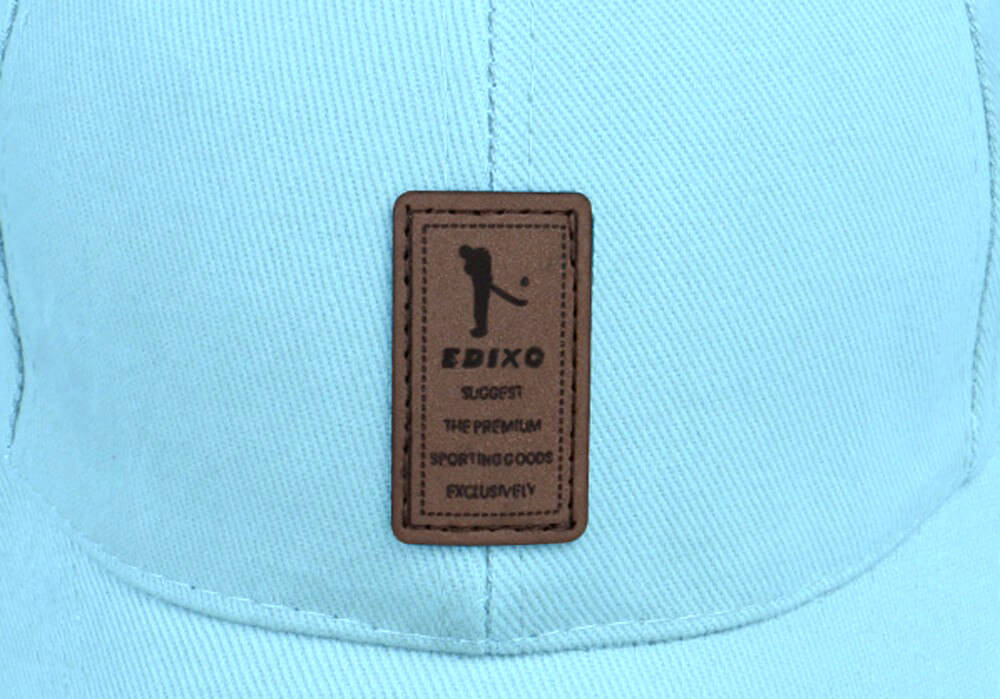 EDIXO
SUGGEST
THE PREMIUM
SPORTING GOODS
EXCLUSIVELY